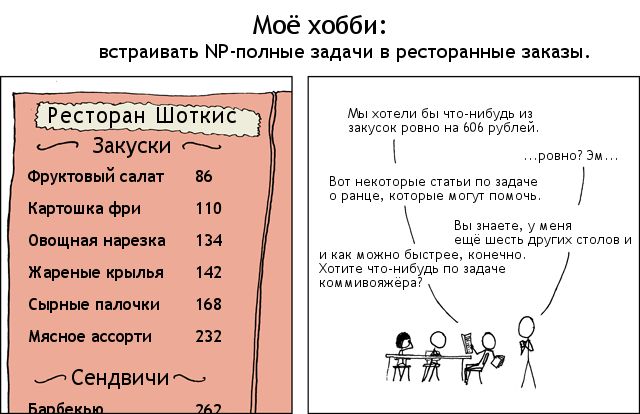 Моё хобби:
встраивать NP-полные задачи в ресторанные заказы.
Ресторан Шоткис
Закуски
Фруктовый салат 86
Картошка фри 110
Овощная нарезка 134
Жареные крылья 142
Сырные палочки 168
Мясное ассорти 232
Сендвичи
Барбекью 262
Мы хотели бы что-нибудь из
закусок ровно на 606 рублей.
...ровно? Эм...
Вот некоторые статьи по задаче
о ранце, которые могут помочь.
Вы знаете, у меня
ещё шесть других столов и
и как можно быстрее, конечно.
Хотите что-нибудь по задаче
коммивояжёра?